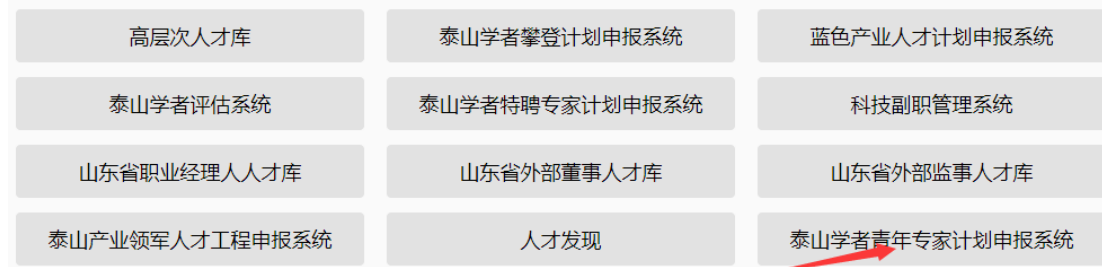 高层次人才库
泰山学者攀登计划申报系统
蓝色产业人才计划申报系统
泰山学者评估系统
泰山学者特聘专家计划申报系统
科技副职管理系统
山东省职业经理人人才库
山东省外部董事人才库
山东省外部监事人才库
泰山产业领军人才工程申报系统
人才发现
泰山学者青年专家计划申报系统